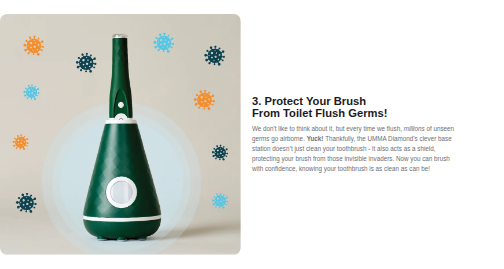 3. Protect Your Brush
From Toilet Flush Germs!
We don't like to think about it, but every time we flush, millions of unseen
germs go airborne. Yuck! Thankfully, the UMMA Diamond's clever base
station doesn't just clean your toothbrush - it also acts as a shield,
protecting your brush from those invisible invaders. Now you can brush
with confidence, knowing your toothbrush is as clean as can be!